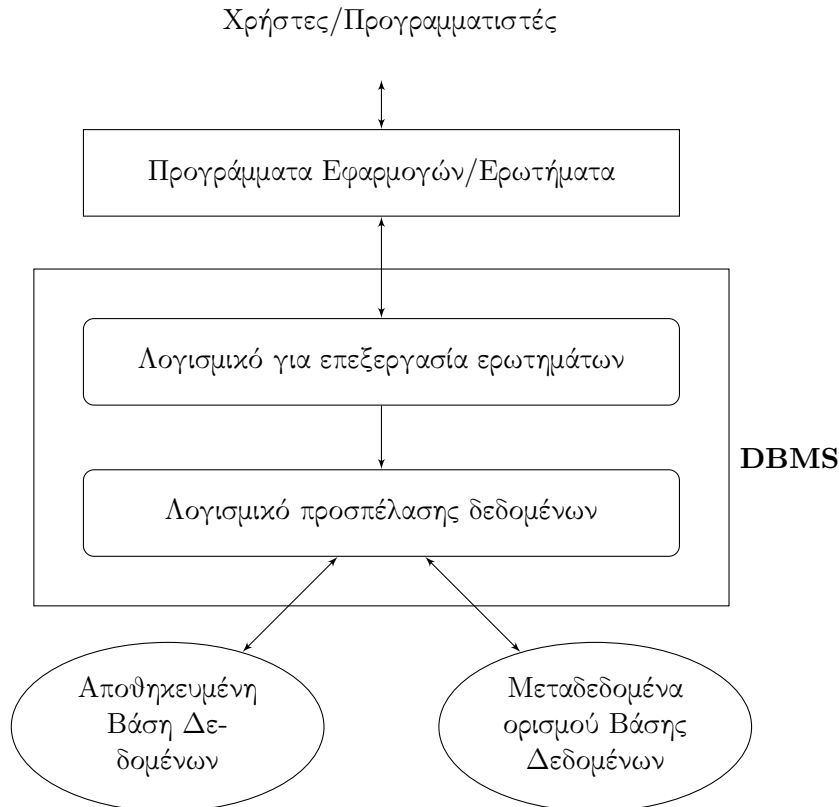 Χρήστες/Προγραμματιστές
Προγράμματα Εφαρμογών/Ερωτήματα
Λογισμικό για επεξεργασία ερωτημάτων
DBMS
Λογισμικό προσπέλασης δεδομένων
Αποθηκευμένη
Βάση Δε-
δομένων
Μεταδεδομένα
ορισμού Βάσης
Δεδομένων